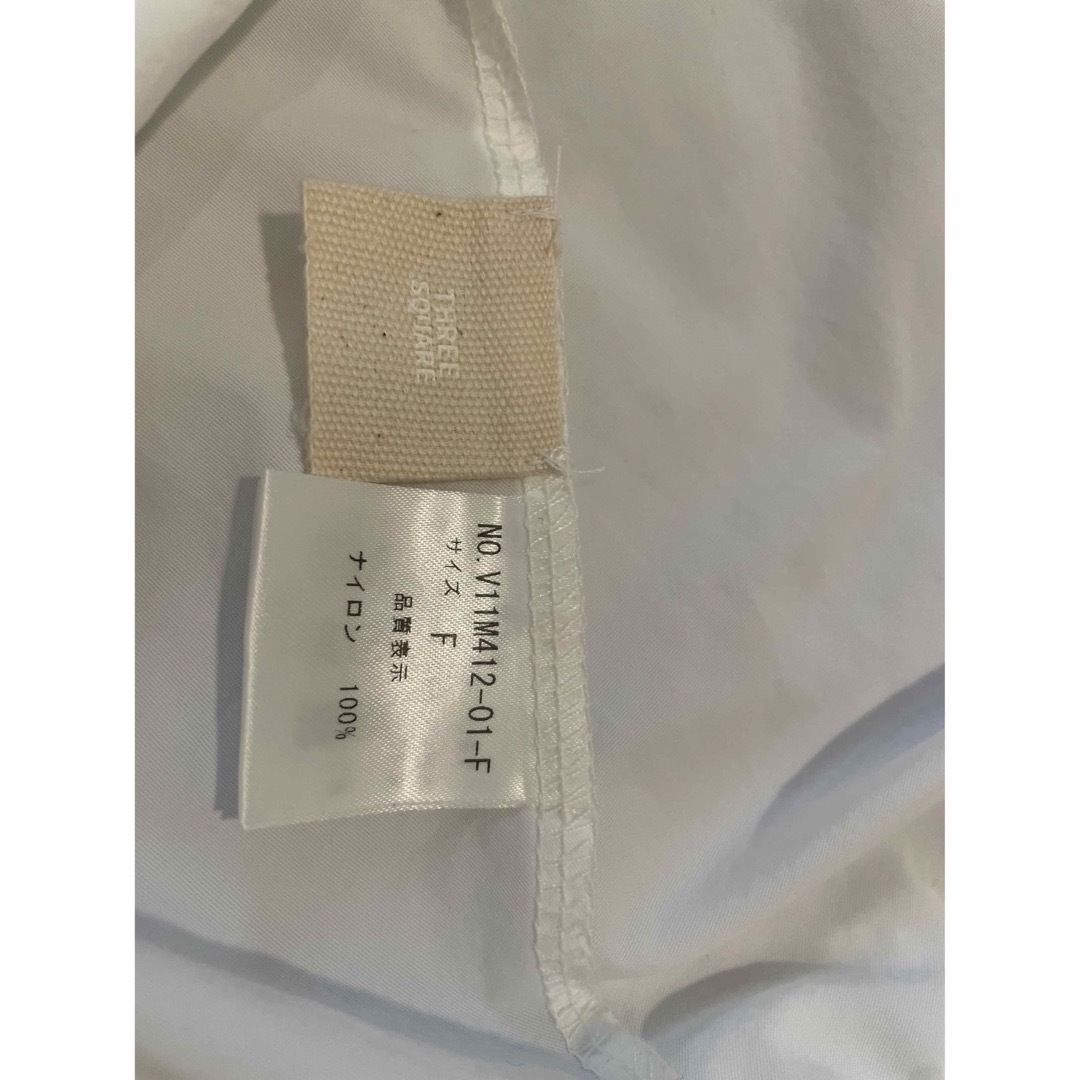 THREE
SQUARE
NO.V11M412-01-F
サイズ F
品質表示
ナイロン 100%